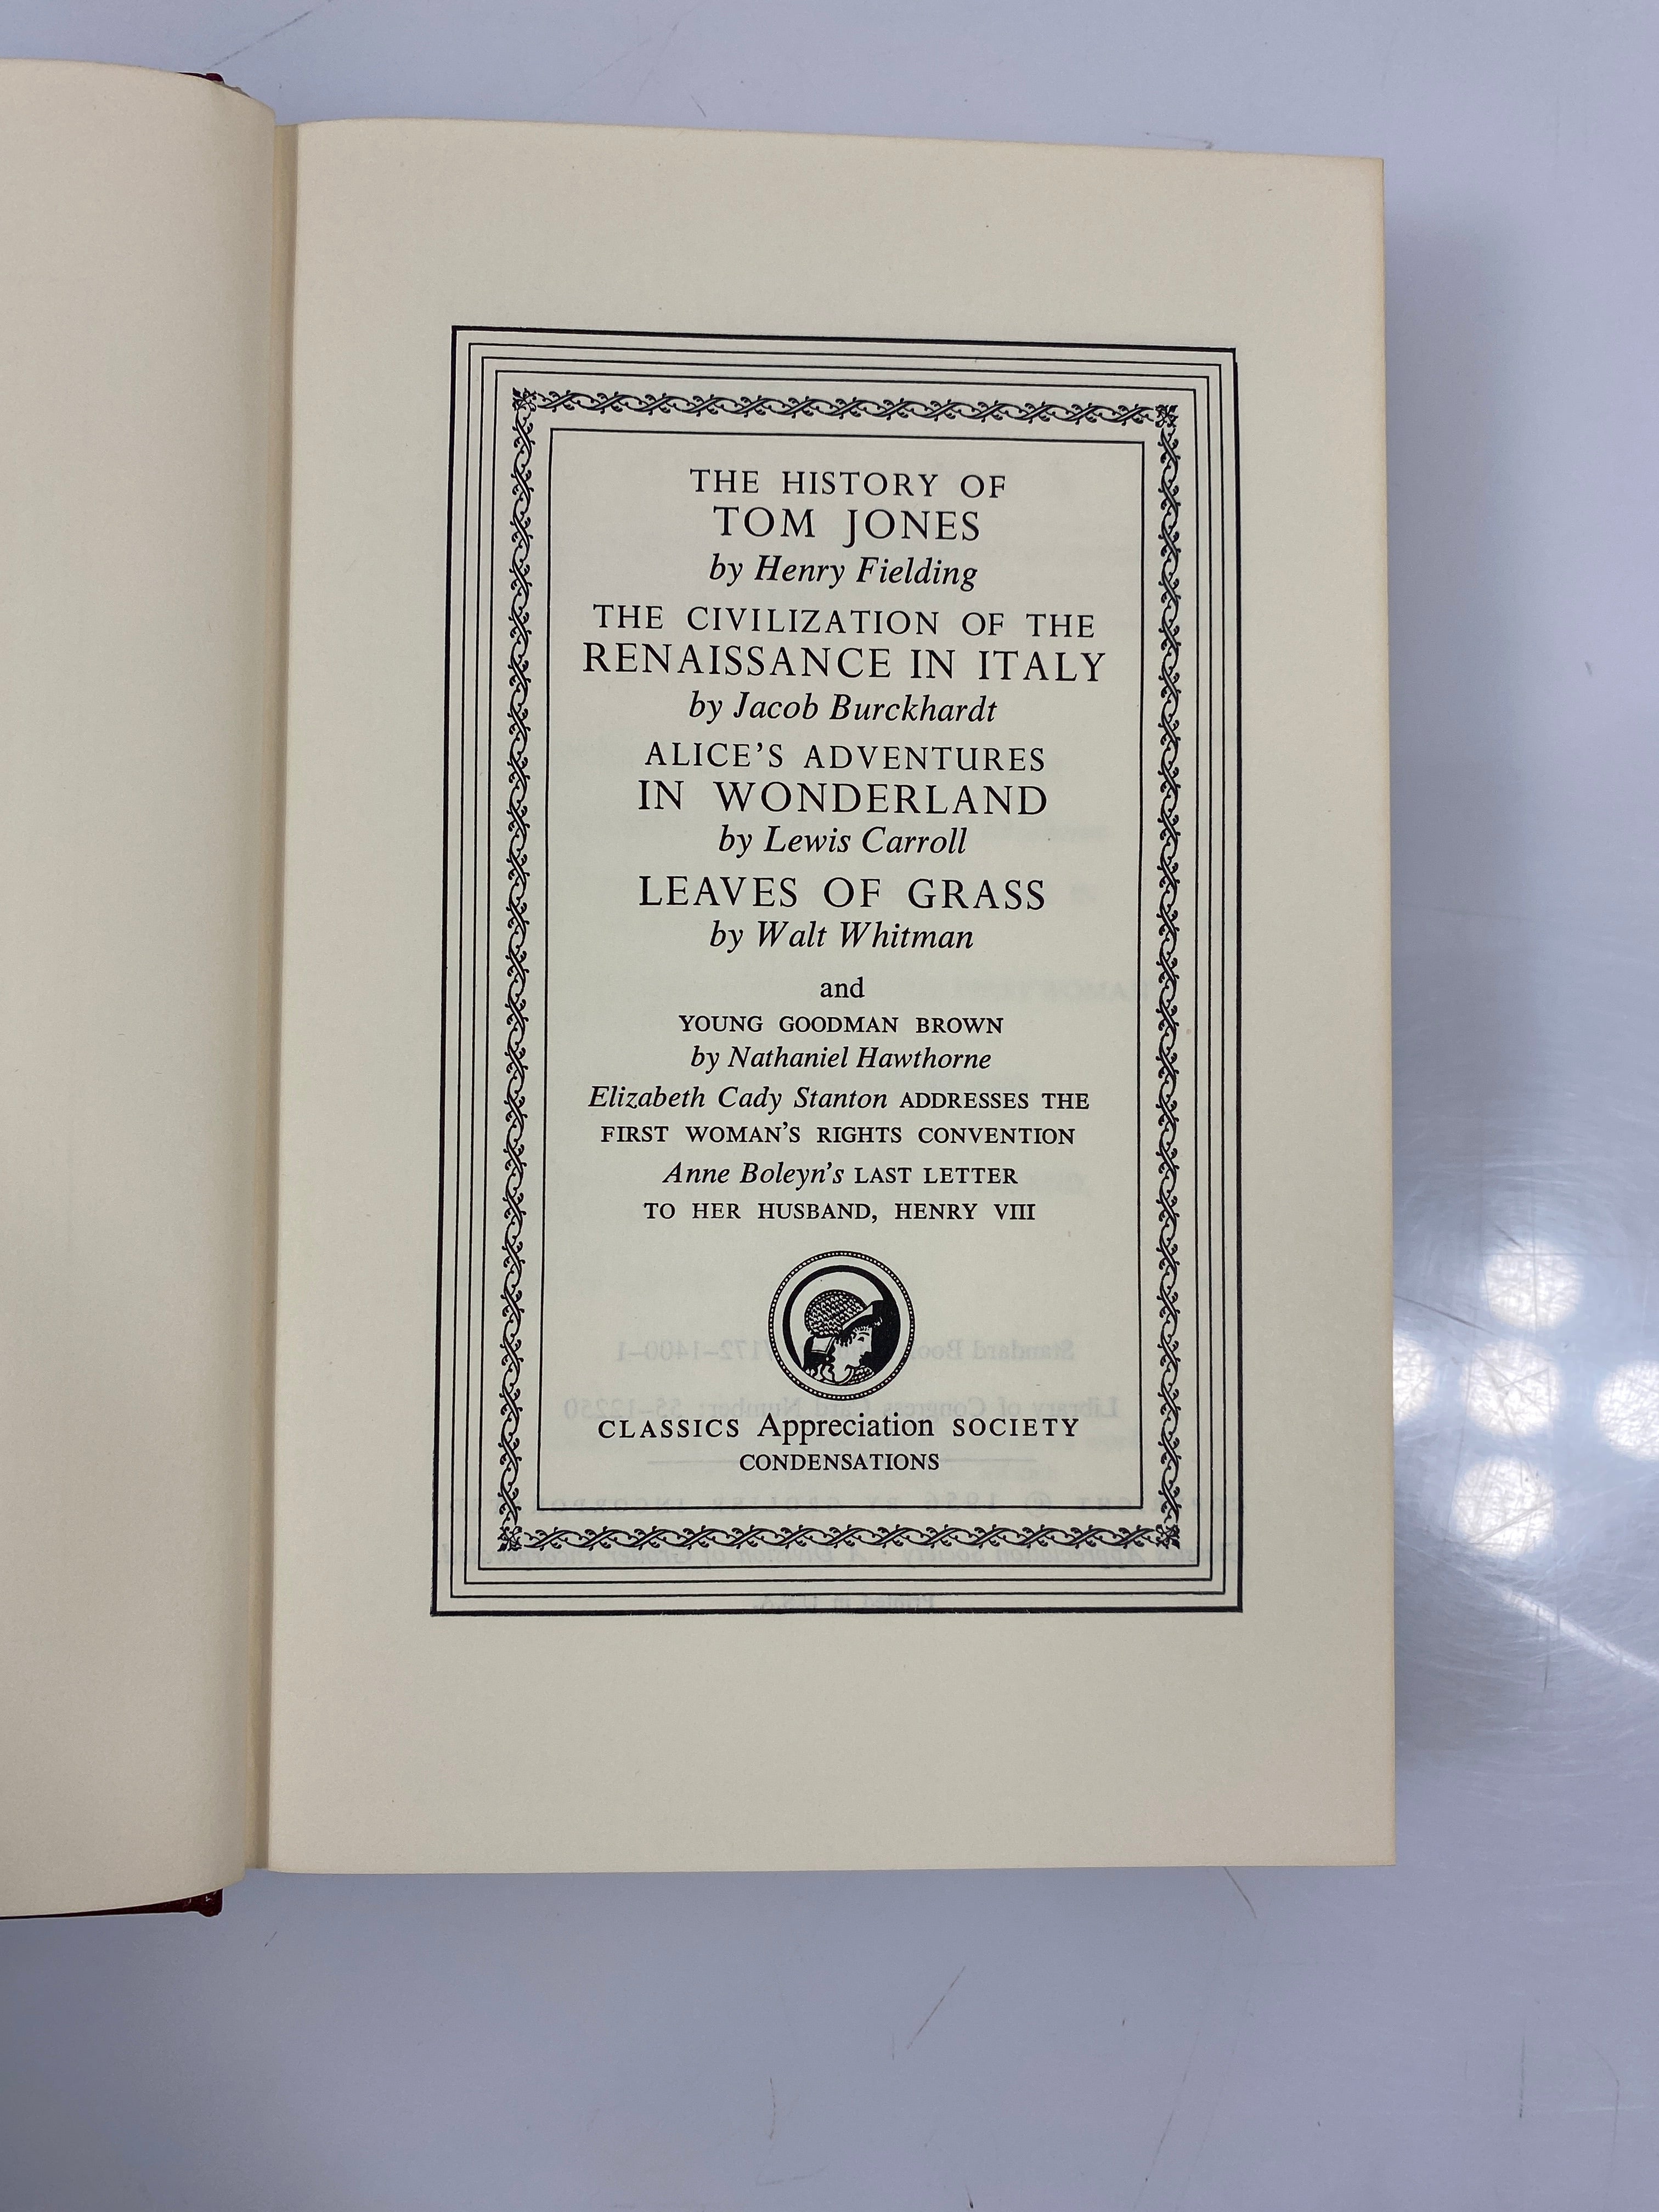 THE HISTORY OF
TOM JONES
by Henry Fielding
THE CIVILIZATION OF THE
RENAISSANCE IN ITALY
by Jacob Burckhardt
ALICE'S ADVENTURES
IN WONDERLAND
by Lewis Carroll
LEAVES OF GRASS
by Walt Whitman
and
YOUNG GOODMAN BROWN
by Nathaniel Hawthorne
Elizabeth Cady Stanton ADDRESSES THE
FIRST WOMAN'S RIGHTS CONVENTION
Anne Boleyn's LAST LETTER
TO HER HUSBAND, HENRY VIII
CLASSICS Appreciation SOCIETY
CONDENSATIONS